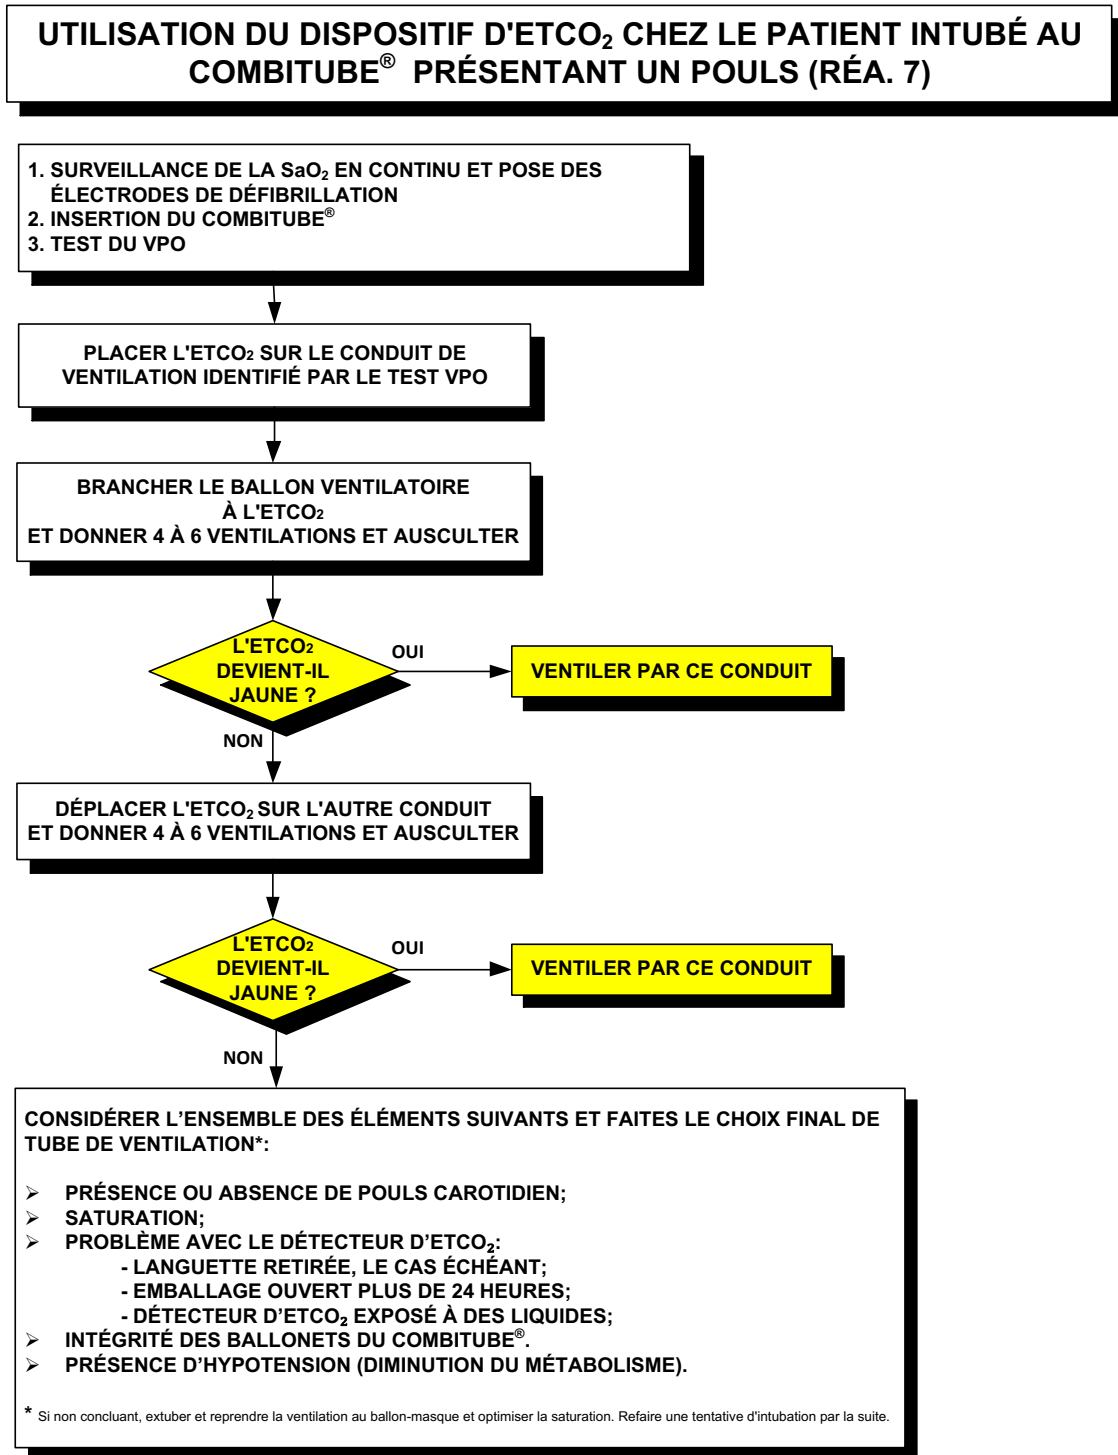 UTILISATION DU DISPOSITIF D'ETCO₂ CHEZ LE PATIENT INTUBÉ AU
COMBITUBE® PRÉSENTANT UN POULS (RÉA. 7)
1. SURVEILLANCE DE LA SaO₂ EN CONTINU ET POSE DES
ÉLECTRODES DE DÉFIBRILLATION
2. INSERTION DU COMBITUBE®
3. TEST DU VPO
PLACER L'ETCO₂ SUR LE CONDUIT DE
VENTILATION IDENTIFIÉ PAR LE TEST VPO
BRANCHER LE BALLON VENTILATOIRE
À L'ETCO₂
ET DONNER 4 À 6 VENTILATIONS ET AUSCULTER
L'ETCO₂
DEVIENT-IL
JAUNE ?
OUI
VENTILER PAR CE CONDUIT
NON
DÉPLACER L'ETCO₂ SUR L'AUTRE CONDUIT
ET DONNER 4 À 6 VENTILATIONS ET AUSCULTER
L'ETCO₂
DEVIENT-IL
JAUNE ?
OUI
VENTILER PAR CE CONDUIT
NON
CONSIDÉRER L'ENSEMBLE DES ÉLÉMENTS SUIVANTS ET FAITES LE CHOIX FINAL DE
TUBE DE VENTILATION*:
➢ PRÉSENCE OU ABSENCE DE POULS CAROTIDIEN;
➢ SATURATION;
➢ PROBLÈME AVEC LE DÉTECTEUR D'ETCO₂:
- LANGUETTE RETIRÉE, LE CAS ÉCHÉANT;
- EMBALLAGE OUVERT PLUS DE 24 HEURES;
- DÉTECTEUR D'ETCO₂ EXPOSÉ À DES LIQUIDES;
➢ INTÉGRITÉ DES BALLONETS DU COMBITUBE®.
➢ PRÉSENCE D'HYPOTENSION (DIMINUTION DU MÉTABOLISME).
* Si non concluant, extuber et reprendre la ventilation au ballon-masque et optimiser la saturation. Refaire une tentative d'intubation par la suite.